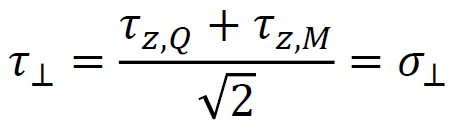 τ⊥ = (τz,Q + τz,M) / √2 = σ⊥